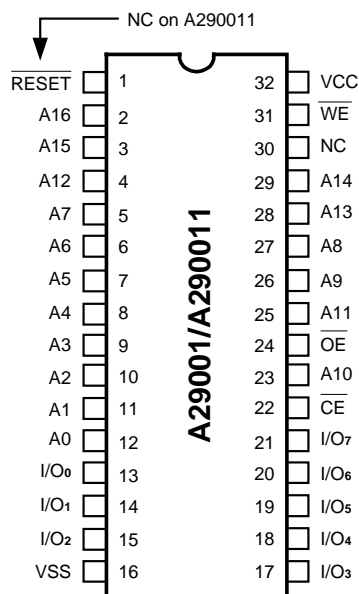 NC on A290011
RESET 1 32 VCC
A16 2 31 WE
A15 3 30 NC
A12 4 29 A14
A7 5 28 A13
A6 6 27 A8
A5 7 26 A9
A4 8 25 A11
A3 9 24 OE
A2 10 23 A10
A1 11 22 CE
A0 12 21 I/O7
I/O0 13 20 I/O6
I/O1 14 19 I/O5
I/O2 15 18 I/O4
VSS 16 17 I/O3
A29001/A290011